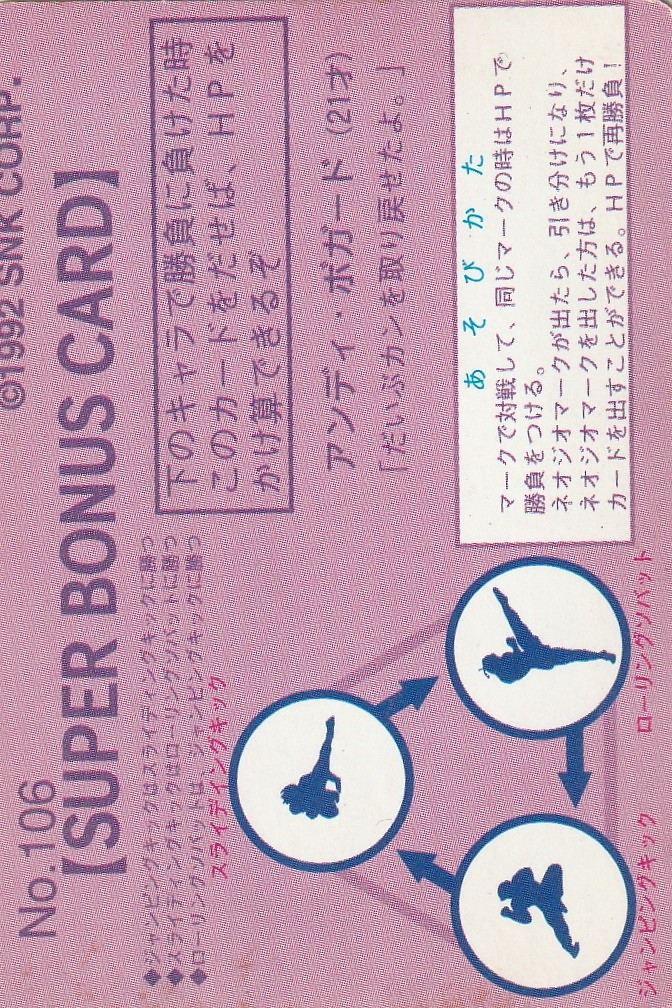 No.106
©1992 SNK CORP.
【SUPER BONUS CARD】
◆ジャンピングキックはスライディングキックに勝つ
◆スライディングキックはローリングソバットに勝つ
◆ローリングソバットは、ジャンピングキックに勝つ
下のキャラで勝負に負けた時
このカードをだせば HPを
かけ算できるぞ
アンディ・ボガード (21才)
「だいぶカンを取り戻せたよ。」
スライディングキック
ジャンピングキック
ローリングソバット
あそびかた
マークで対戦して、同じマークの時はHPで
勝負をつける。
ネオジオマークが出たら、引き分けになり、
ネオジオマークを出した方は、もう1枚だけ
カードを出すことができる。HPで再勝負!